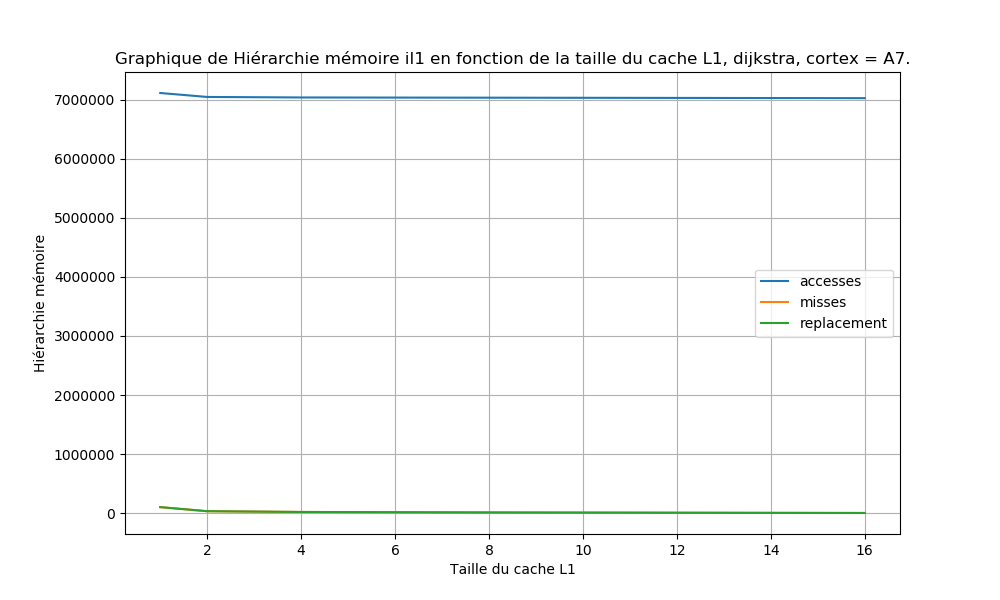 Graphique de Hiérarchie mémoire il1 en fonction de la taille du cache L1, dijkstra, cortex = A7.
Hiérarchie mémoire
7000000
6000000
5000000
4000000
3000000
2000000
1000000
0
accesses
misses
replacement
2 4 6 8 10 12 14 16
Taille du cache L1